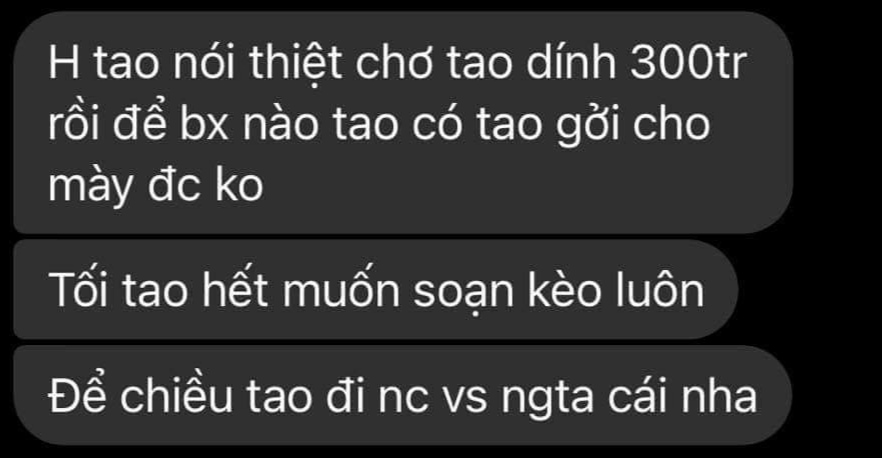 H tao nói thiệt chơ tao dính 300tr
rồi để bx nào tao có tao gởi cho
mày đc ko
Tối tao hết muốn soạn kèo luôn
Để chiều tao đi nc vs ngta cái nha